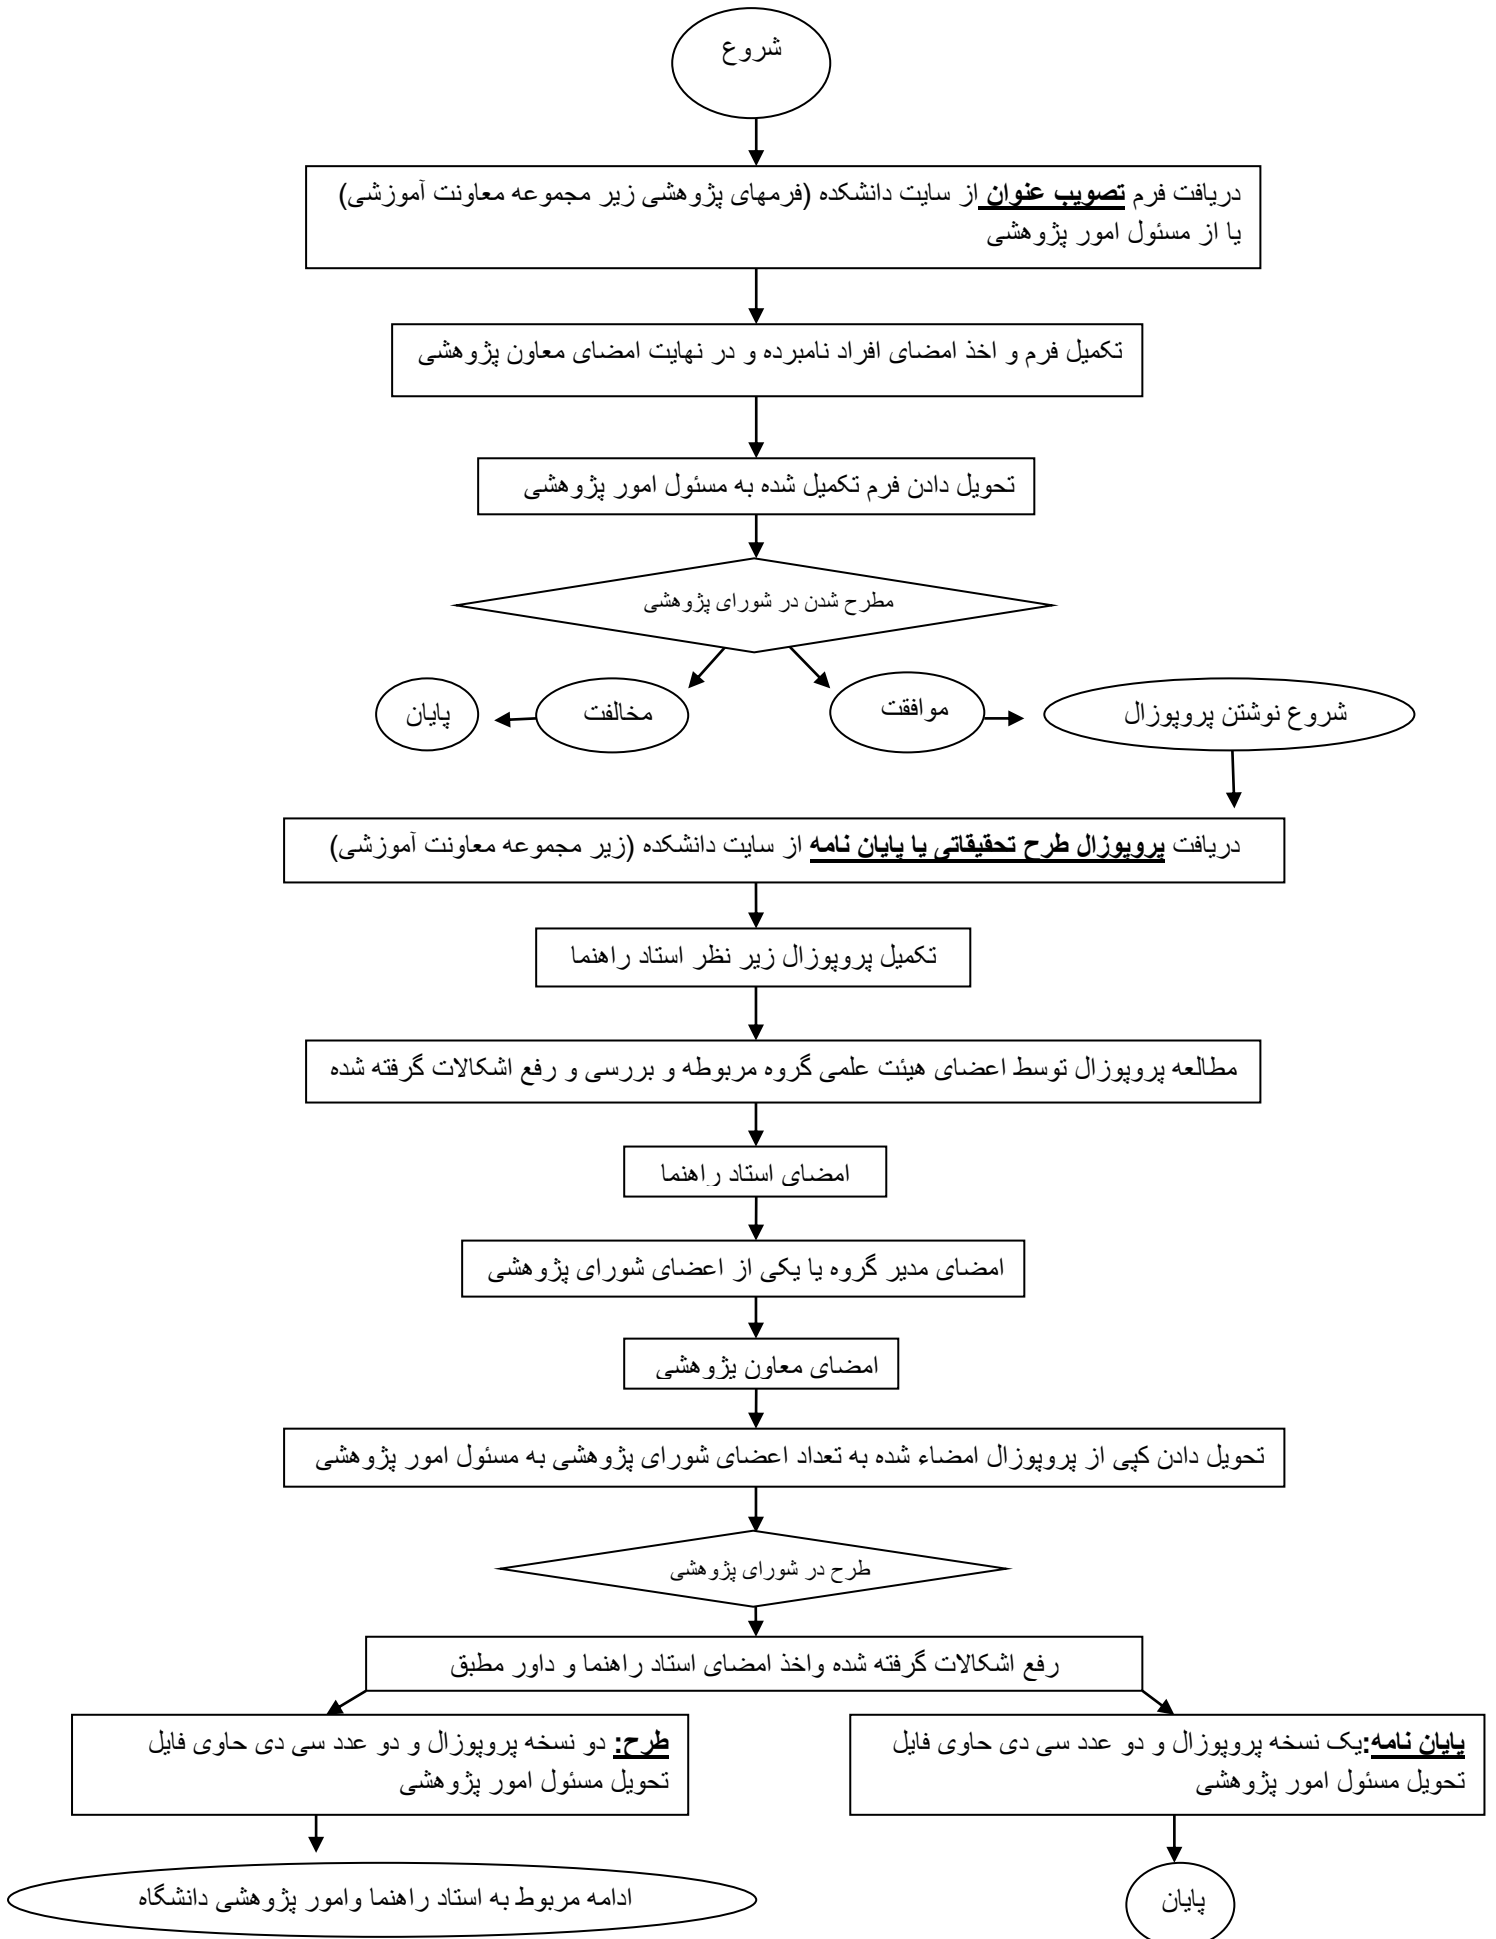 شروع
دریافت فرم تصویب عنوان از سایت دانشکده (فرمهای پژوهشی زیر مجموعه معاونت آموزشی)
یا از مسئول امور پژوهشی
تکمیل فرم و اخذ امضای افراد نامبرده و در نهایت امضای معاون پژوهشی
تحویل دادن فرم تکمیل شده به مسئول امور پژوهشی
مطرح شدن در شورای پژوهشی
شروع نوشتن پروپوزال
موافقت
مخالفت
پایان
دریافت پروپوزال طرح تحقیقاتی یا پایان نامه از سایت دانشکده (زیر مجموعه معاونت آموزشی)
تکمیل پروپوزال زیر نظر استاد راهنما
مطالعه پروپوزال توسط اعضای هیئت علمی گروه مربوطه و بررسی و رفع اشکالات گرفته شده
امضای استاد راهنما
امضای مدیر گروه یا یکی از اعضای شورای پژوهشی
امضای معاون پژوهشی
تحویل دادن کپی از پروپوزال امضاء شده به تعداد اعضای شورای پژوهشی به مسئول امور پژوهشی
طرح در شورای پژوهشی
رفع اشکالات گرفته شده واخذ امضای استاد راهنما و داور مطبق
پایان نامه:یک نسخه پروپوزال و دو عدد سی دی حاوی فایل
تحویل مسئول امور پژوهشی
طرح: دو نسخه پروپوزال و دو عدد سی دی حاوی فایل
تحویل مسئول امور پژوهشی
پایان
ادامه مربوط به استاد راهنما وامور پژوهشی دانشگاه